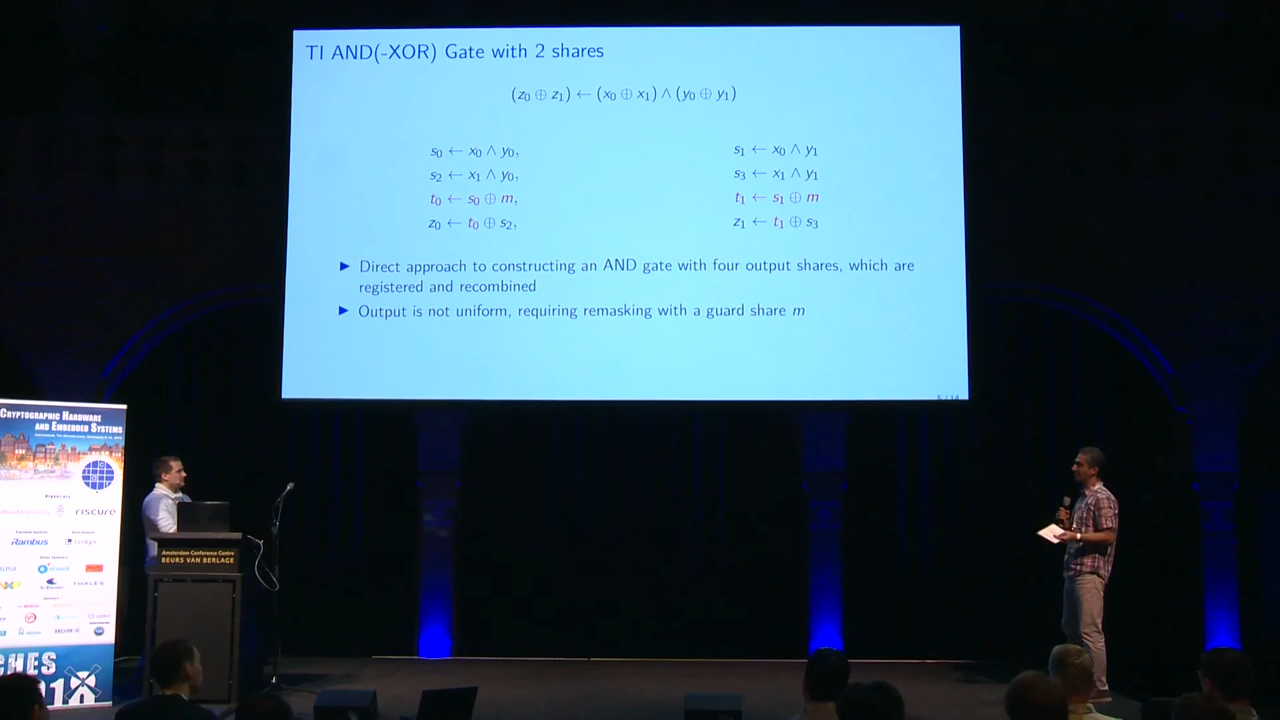 TI AND(-XOR) Gate with 2 shares
(z₀ ⊕ z₁) ← (x₀ ⊕ x₁) ∧ (y₀ ⊕ y₁)
s₀ ← x₀ ∧ y₀, s₁ ← x₀ ∧ y₁
s₂ ← x₁ ∧ y₀, s₃ ← x₁ ∧ y₁
t₀ ← s₀ ⊕ m, t₁ ← s₁ ⊕ m
z₀ ← t₀ ⊕ s₂, z₁ ← t₁ ⊕ s₃
▶ Direct approach to constructing an AND gate with four output shares, which are
registered and recombined
▶ Output is not uniform, requiring remasking with a guard share m
Cryptographic Hardware
and Embedded Systems
riscure
Rambus
THALES
CHES
Amsterdam Conference Centre
BEURS VAN BERLAGE